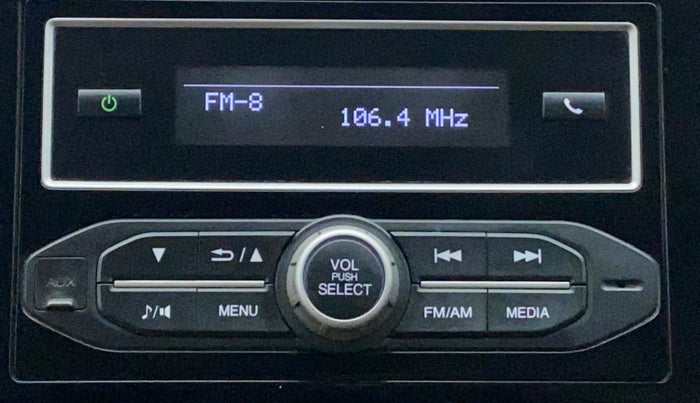 FM-8
106.4 MHz
VOL
PUSH
SELECT
MENU
FM/AM
MEDIA
AUX